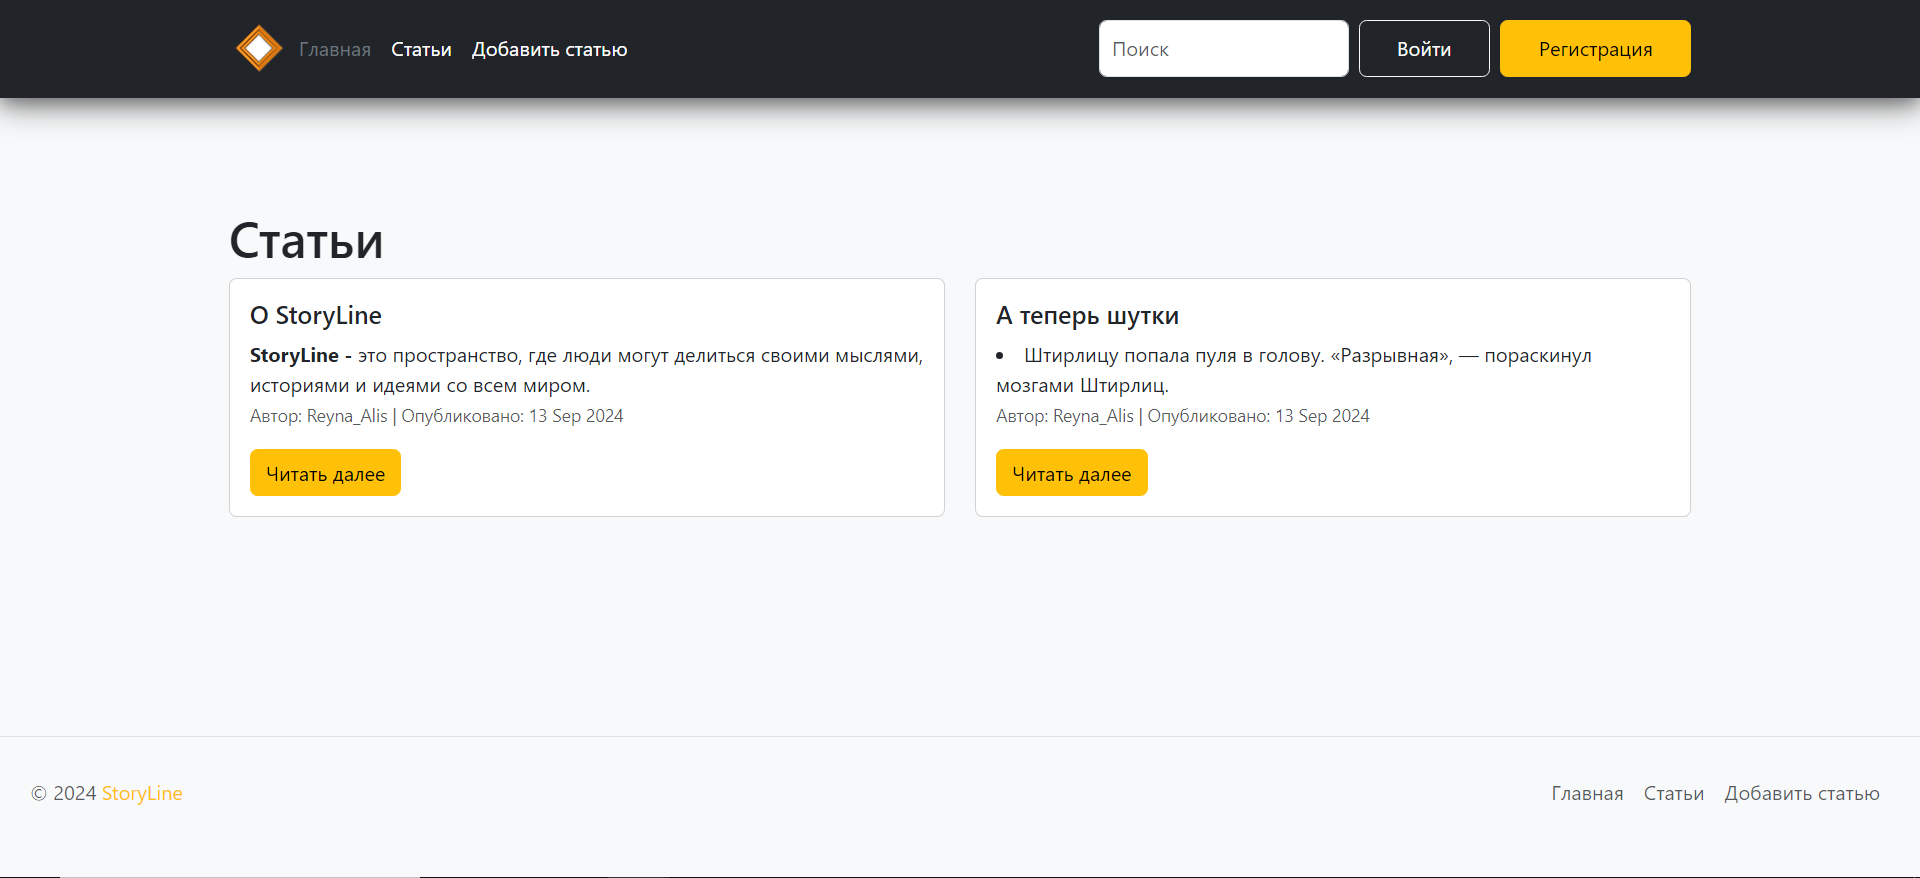 Главная Статьи Добавить статью Поиск Войти Регистрация
Статьи
О StoryLine
StoryLine - это пространство, где люди могут делиться своими мыслями,
историями и идеями со всем миром.
Автор: Reyna_Alis | Опубликовано: 13 Sep 2024
Читать далее
А теперь шутки
• Штирлицу попала пуля в голову. «Разрывная», — пораскинул
мозгами Штирлиц.
Автор: Reyna_Alis | Опубликовано: 13 Sep 2024
Читать далее
© 2024 StoryLine
Главная Статьи Добавить статью